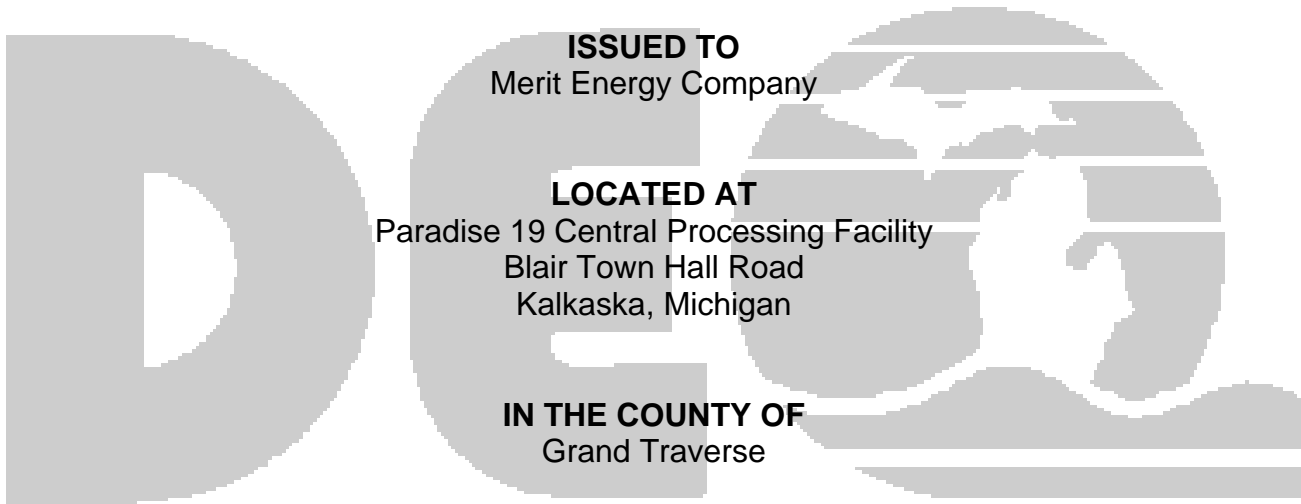 ISSUED TO
Merit Energy Company
LOCATED AT
Paradise 19 Central Processing Facility
Blair Town Hall Road
Kalkaska, Michigan
IN THE COUNTY OF
Grand Traverse
DEQ